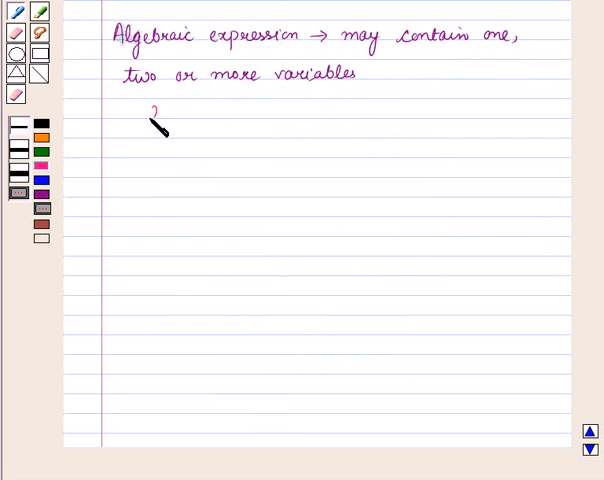 Algebraic expression → may contain one,
two or more variables